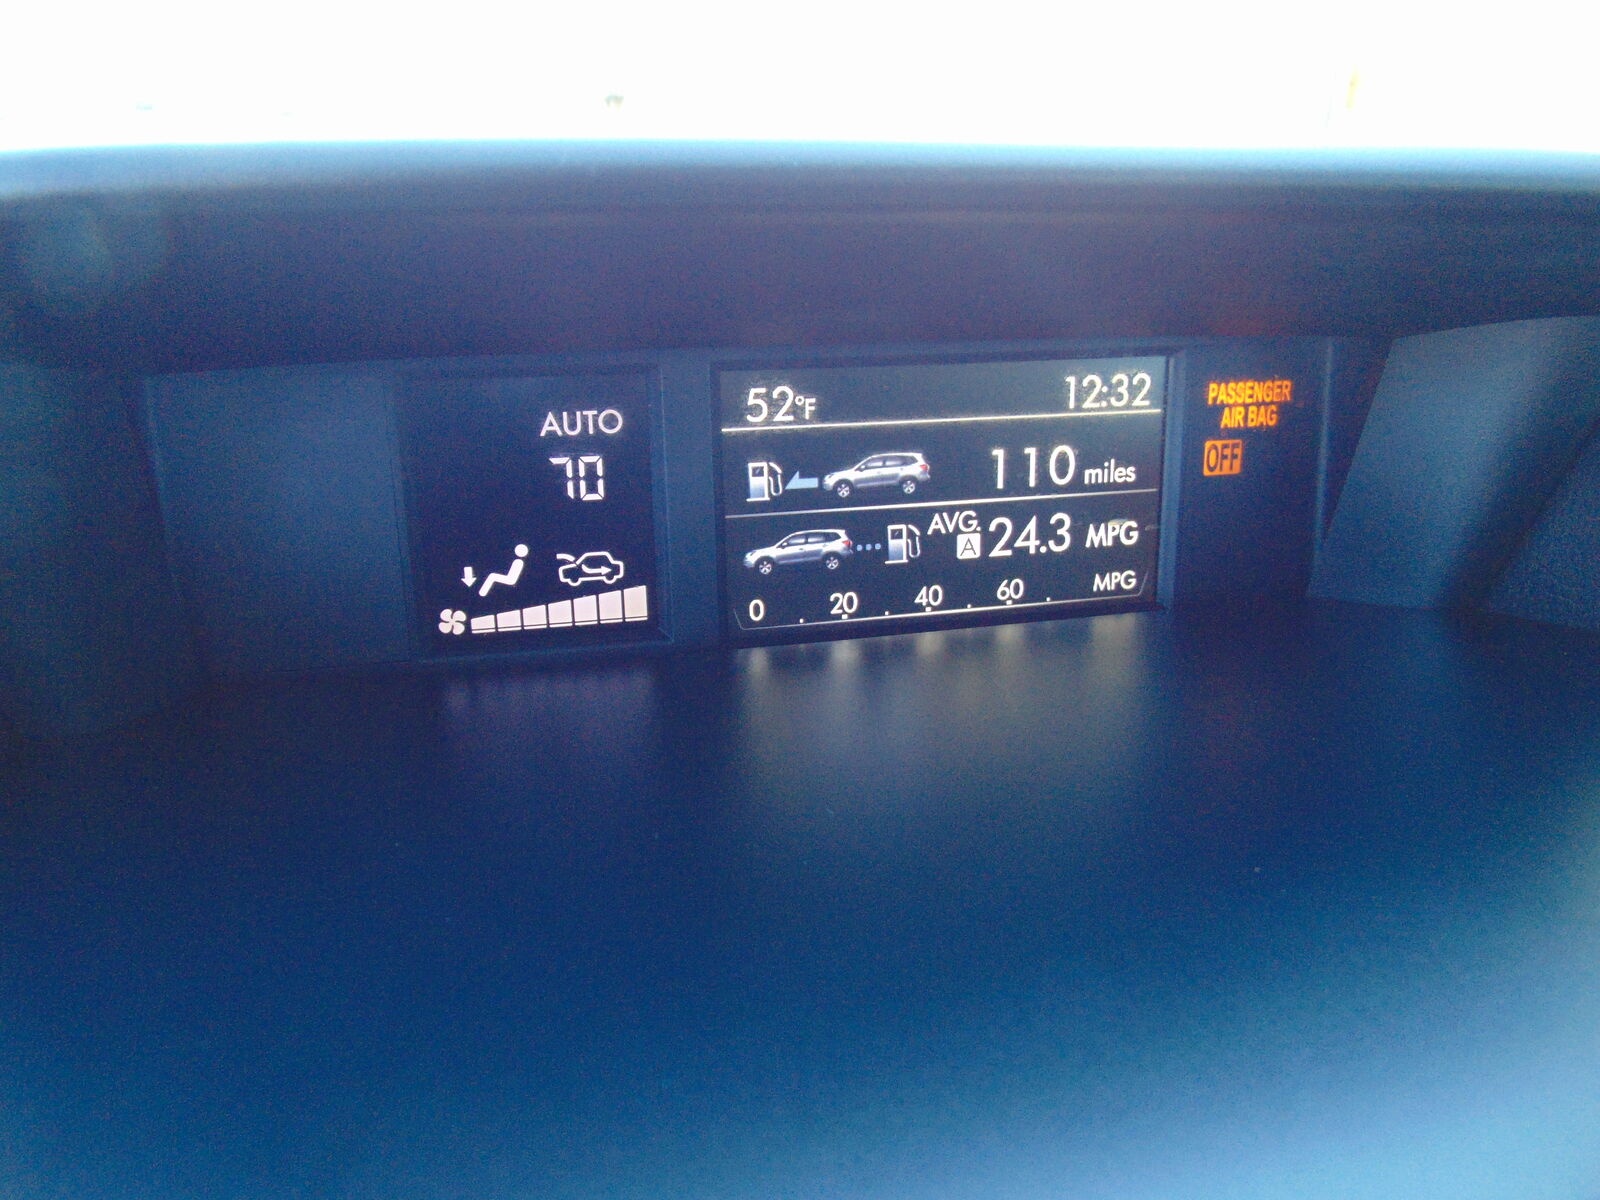 AUTO
70
52°F 12:32
110 miles
AVG.
A 24.3 MPG
0 20 40 60 MPG
PASSENGER
AIR BAG
OFF